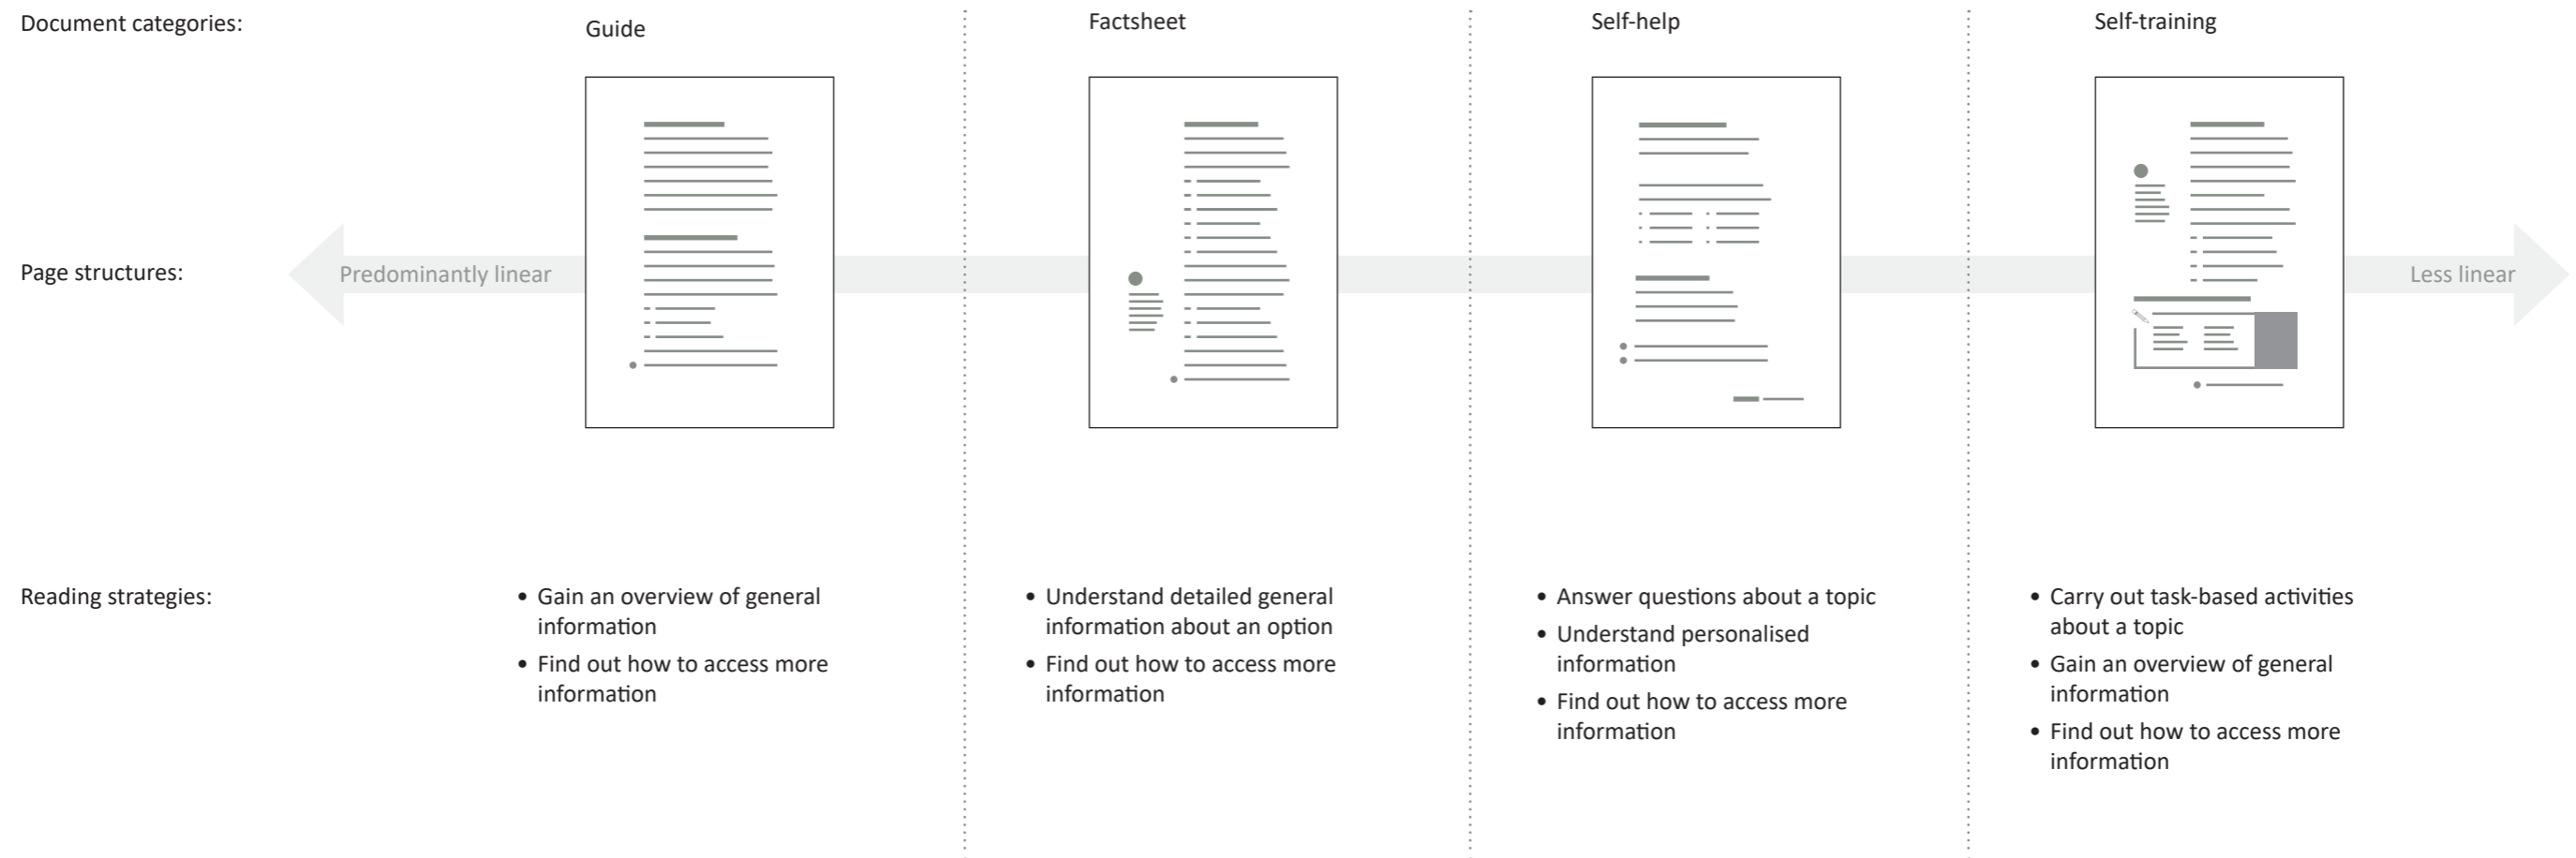 Document categories:
Guide
Factsheet
Self-help
Self-training
Page structures:
Predominantly linear
Less linear
Reading strategies:
• Gain an overview of general
information
• Find out how to access more
information
• Understand detailed general
information about an option
• Find out how to access more
information
• Answer questions about a topic
• Understand personalised
information
• Find out how to access more
information
• Carry out task-based activities
about a topic
• Gain an overview of general
information
• Find out how to access more
information